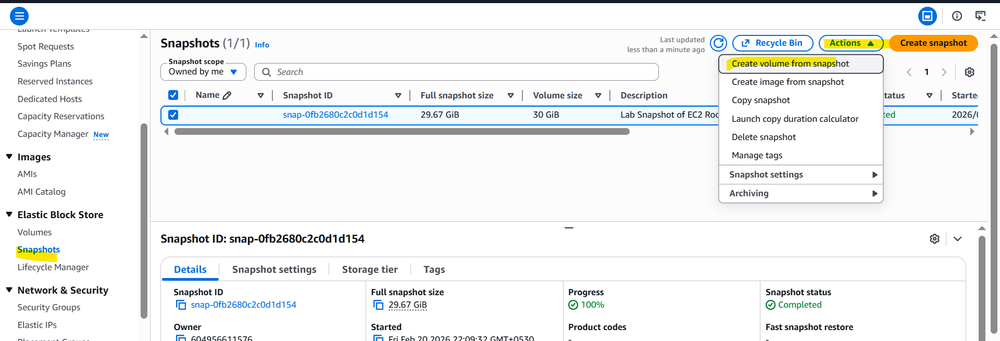 Launch Templates
Spot Requests
Savings Plans
Reserved Instances
Dedicated Hosts
Capacity Reservations
Capacity Manager New
Images
AMIs
AMI Catalog
Elastic Block Store
Volumes
Snapshots
Lifecycle Manager
Network & Security
Security Groups
Elastic IPs
Placement Groups
Snapshots (1/1) Info
Last updated
less than a minute ago
Recycle Bin
Actions
Create snapshot
Snapshot scope
Owned by me
Search
1
Name
Snapshot ID
Full snapshot size
Volume size
Description
tatus
Starte
snap-0fb2680c2c0d1d154
29.67 GiB
30 GiB
Lab Snapshot of EC2 Roo
ted
2026/0
Create volume from snapshot
Create image from snapshot
Copy snapshot
Launch copy duration calculator
Delete snapshot
Manage tags
Snapshot settings
Archiving
Snapshot ID: snap-0fb2680c2c0d1d154
Details
Snapshot settings
Storage tier
Tags
Snapshot ID
snap-0fb2680c2c0d1d154
Full snapshot size
29.67 GiB
Progress
100%
Snapshot status
Completed
Owner
604956611576
Started
Fri Feb 20 2026 22:09:32 GMT+0530
Product codes
-
Fast snapshot restore
-